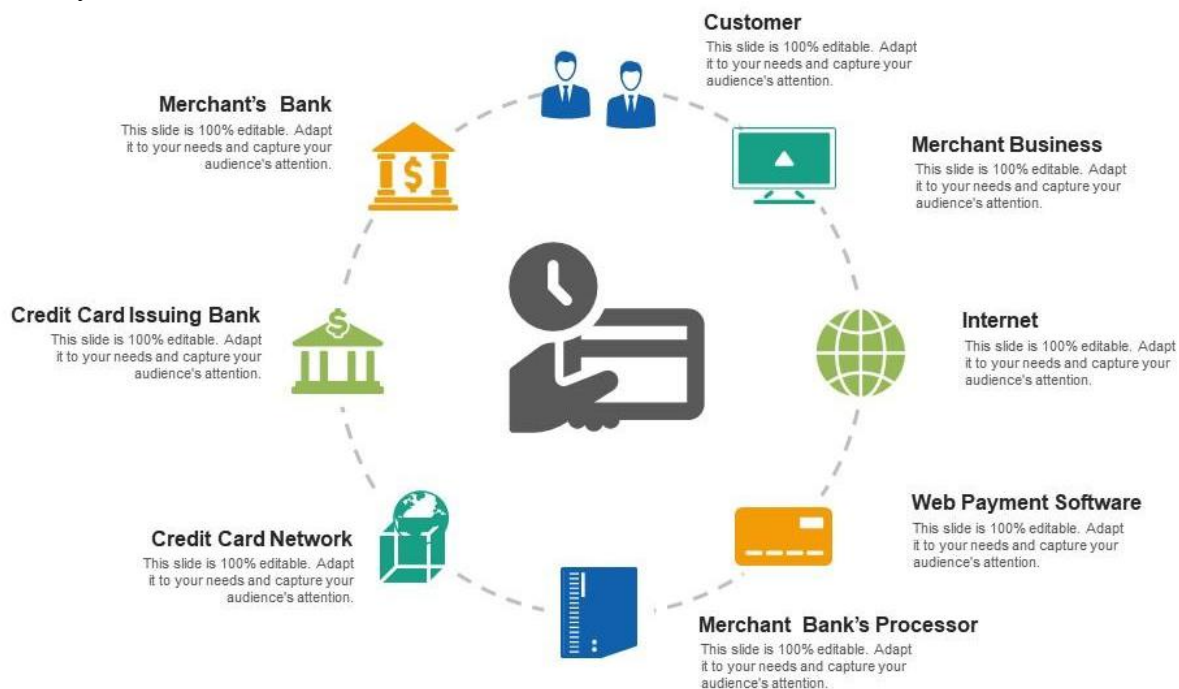 Customer
This slide is 100% editable. Adapt
it to your needs and capture your
audience's attention.
Merchant Business
This slide is 100% editable. Adapt
it to your needs and capture your
audience's attention.
Internet
This slide is 100% editable. Adapt
it to your needs and capture your
audience's attention.
Web Payment Software
This slide is 100% editable. Adapt
it to your needs and capture your
audience's attention.
Merchant Bank's Processor
This slide is 100% editable. Adapt
it to your needs and capture your
audience's attention.
Credit Card Network
This slide is 100% editable. Adapt
it to your needs and capture your
audience's attention.
Credit Card Issuing Bank
This slide is 100% editable. Adapt
it to your needs and capture your
audience's attention.
Merchant's Bank
This slide is 100% editable. Adapt
it to your needs and capture your
audience's attention.
$
$